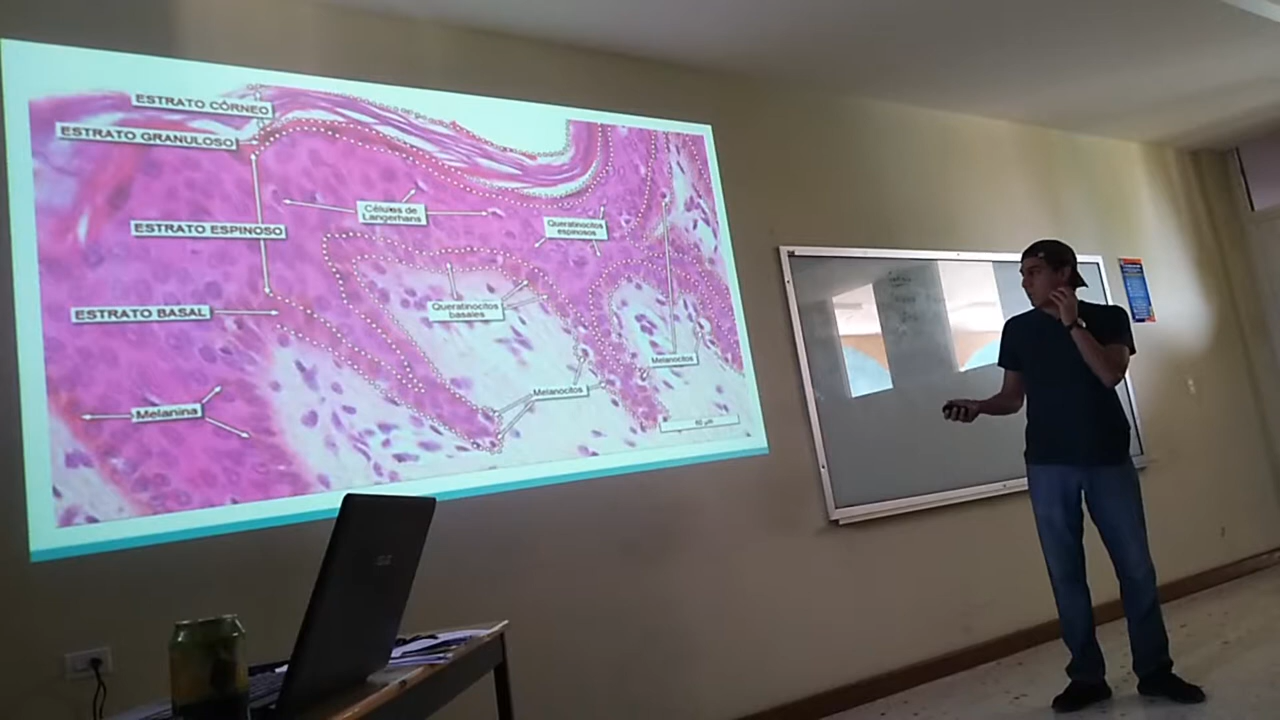 ESTRATO CÓRNEO
ESTRATO GRANULOSO
Células de
Langerhans
ESTRATO ESPINOSO
Queratinocitos
espinosos
ESTRATO BASAL
Queratinocitos
basales
Melanocitos
Melanocitos
Melanina